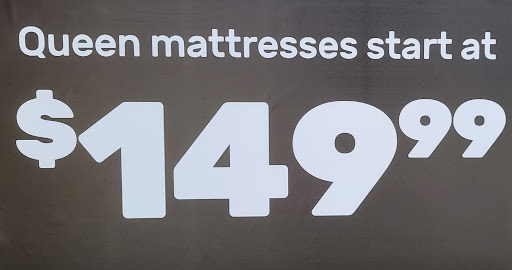 Queen mattresses start at
$149.99